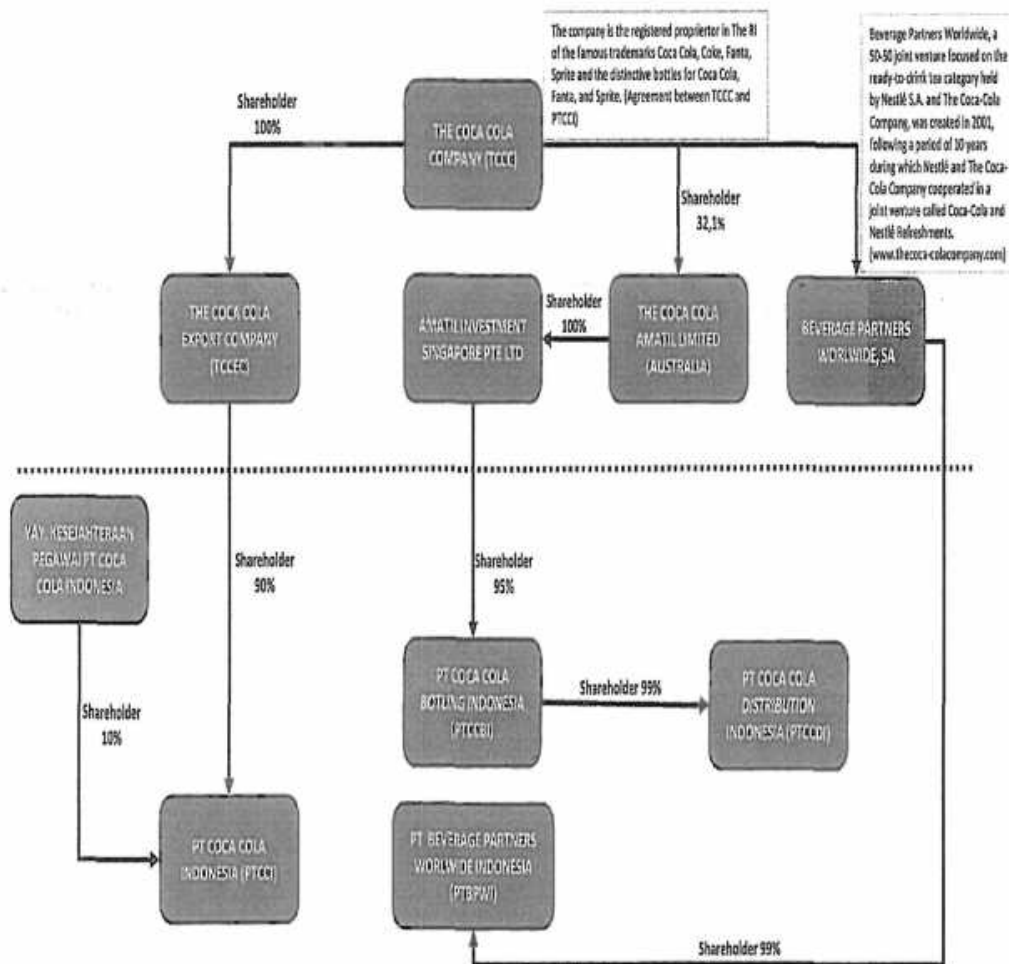 The company is the registered propriertor in The RI
of the famous trademarks Coca Cola, Coke, Fanta,
Sprite and the distinctive bottles for Coca Cola,
Fanta, and Sprite. (Agreement between TCCC and
PTCCI)
Beverage Partners Worldwide, a
50-50 joint venture focused on the
ready-to-drink tea category held
by Nestlé S.A. and The Coca-Cola
Company, was created in 2001,
following a period of 10 years
during which Nestlé and The Coca-
Cola Company cooperated in a
joint venture called Coca-Cola and
Nestlé Refreshments.
(www.thecoca-colacompany.com)
Shareholder
100%
THE COCA COLA
COMPANY (TCCC)
Shareholder
32,1%
THE COCA COLA
EXPORT COMPANY
(TCCEC)
AMATIL INVESTMENT
SINGAPORE PTE LTD
Shareholder
100%
THE COCA COLA
AMATIL LIMITED
(AUSTRALIA)
BEVERAGE PARTNERS
WORLWIDE, SA
YAY. KESEJAHTERAAN
PEGAWAI PT COCA
COLA INDONESIA
Shareholder
90%
Shareholder
95%
Shareholder
10%
PT COCA COLA
BOTLING INDONESIA
(PTCCBI)
Shareholder 99%
PT COCA COLA
DISTRIBUTION
INDONESIA (PTCCDI)
PT COCA COLA
INDONESIA (PTCCI)
PT BEVERAGE PARTNERS
WORLWIDE INDONESIA
(PTBPWI)
Shareholder 99%